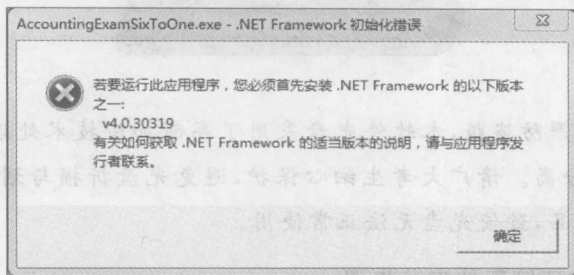 AccountingExamSixToOne.exe - .NET Framework 初始化错误
若要运行此应用程序，您必须首先安装 .NET Framework 的以下版本
之一:
v4.0.30319
有关如何获取 .NET Framework 的适当版本的说明，请与应用程序发
行者联系。
确定